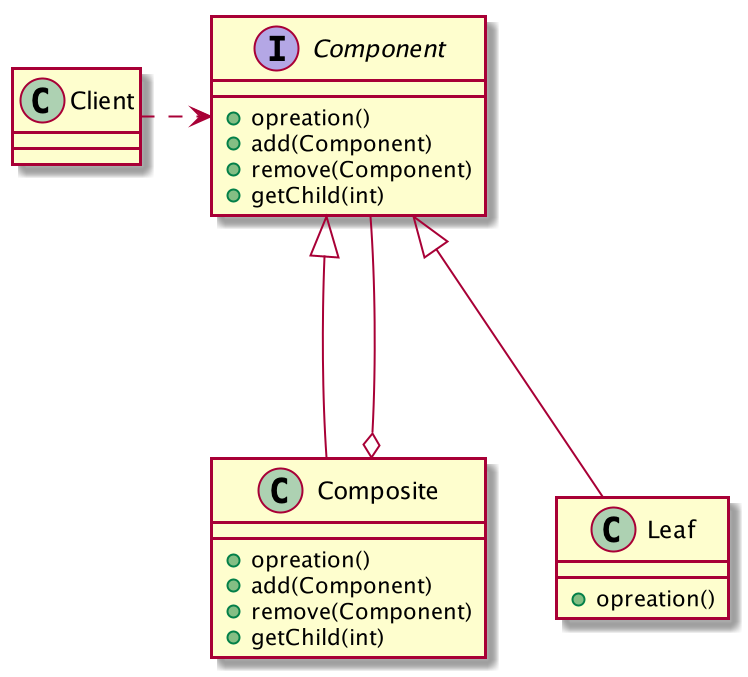 I Component
opreation()
add(Component)
remove(Component)
getChild(int)
C Client
C Composite
opreation()
add(Component)
remove(Component)
getChild(int)
C Leaf
opreation()